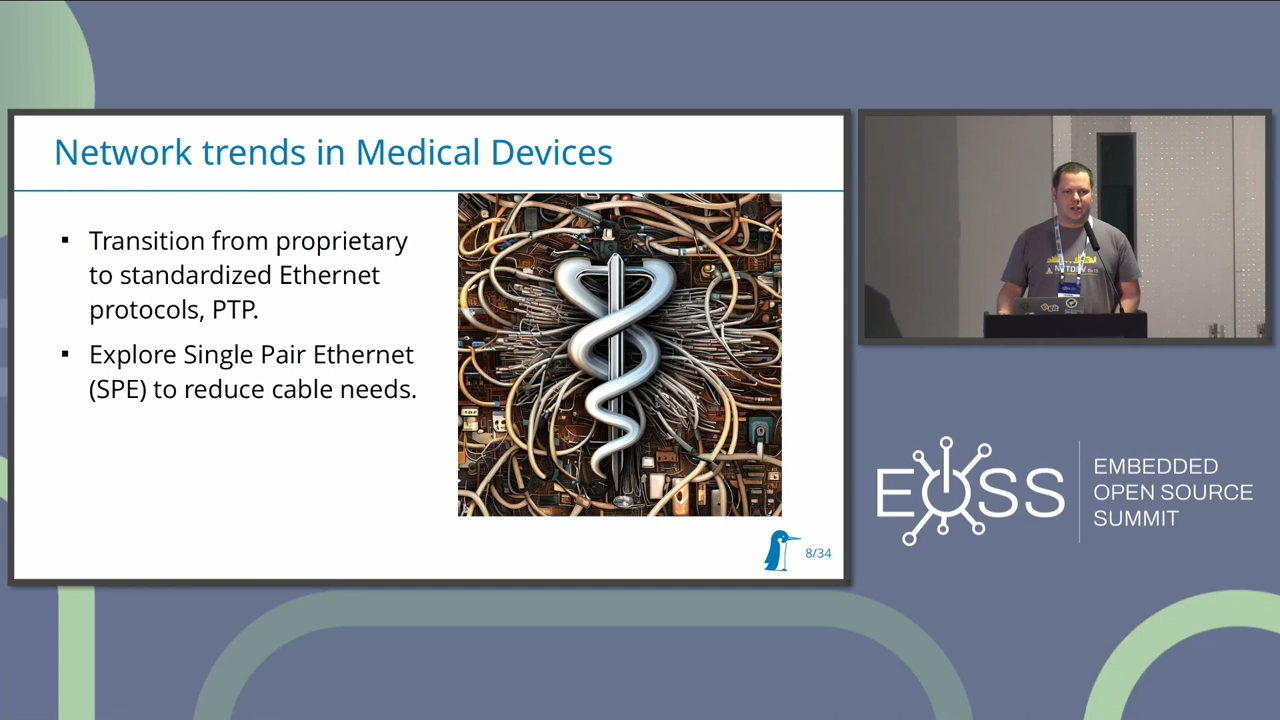 Network trends in Medical Devices
▪ Transition from proprietary
to standardized Ethernet
protocols, PTP.
▪ Explore Single Pair Ethernet
(SPE) to reduce cable needs.
8/34
git
EOSS
EMBEDDED
OPEN SOURCE
SUMMIT